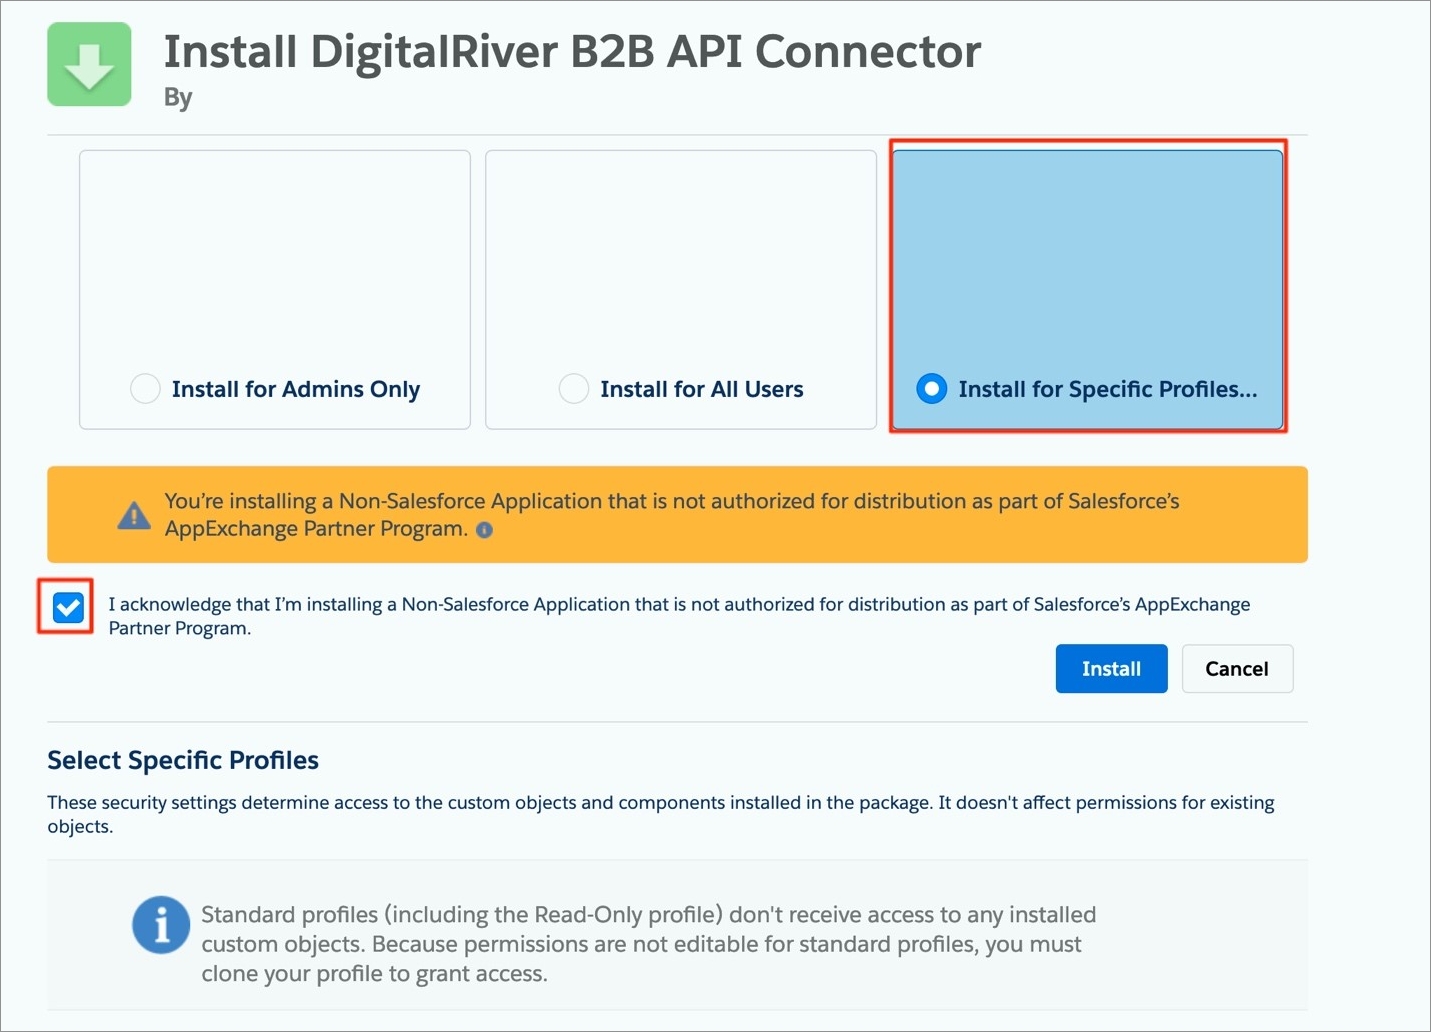 Install DigitalRiver B2B API Connector
By
Install for Admins Only
Install for All Users
Install for Specific Profiles...
You’re installing a Non-Salesforce Application that is not authorized for distribution as part of Salesforce’s
AppExchange Partner Program.
I acknowledge that I’m installing a Non-Salesforce Application that is not authorized for distribution as part of Salesforce’s AppExchange
Partner Program.
Install
Cancel
Select Specific Profiles
These security settings determine access to the custom objects and components installed in the package. It doesn't affect permissions for existing
objects.
Standard profiles (including the Read-Only profile) don't receive access to any installed
custom objects. Because permissions are not editable for standard profiles, you must
clone your profile to grant access.